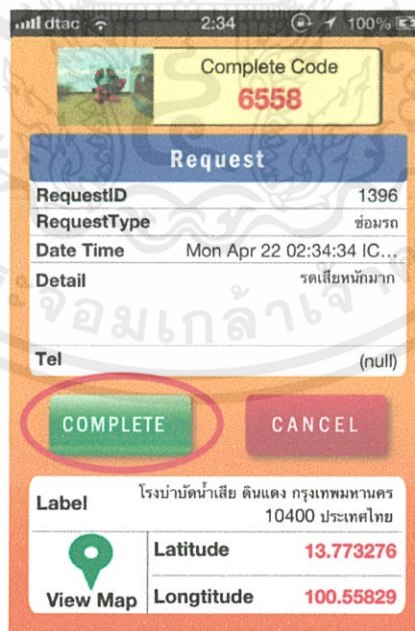 dtac 2:34 100%
Complete Code
6558
Request
RequestID 1396
RequestType ซ่อมรถ
Date Time Mon Apr 22 02:34:34 IC...
Detail รถเสียหนักมาก
Tel (null)
COMPLETE CANCEL
Label โรงบำบัดน้ำเสีย ดินแดง กรุงเทพมหานคร
10400 ประเทศไทย
Latitude 13.773276
View Map Longtitude 100.55829